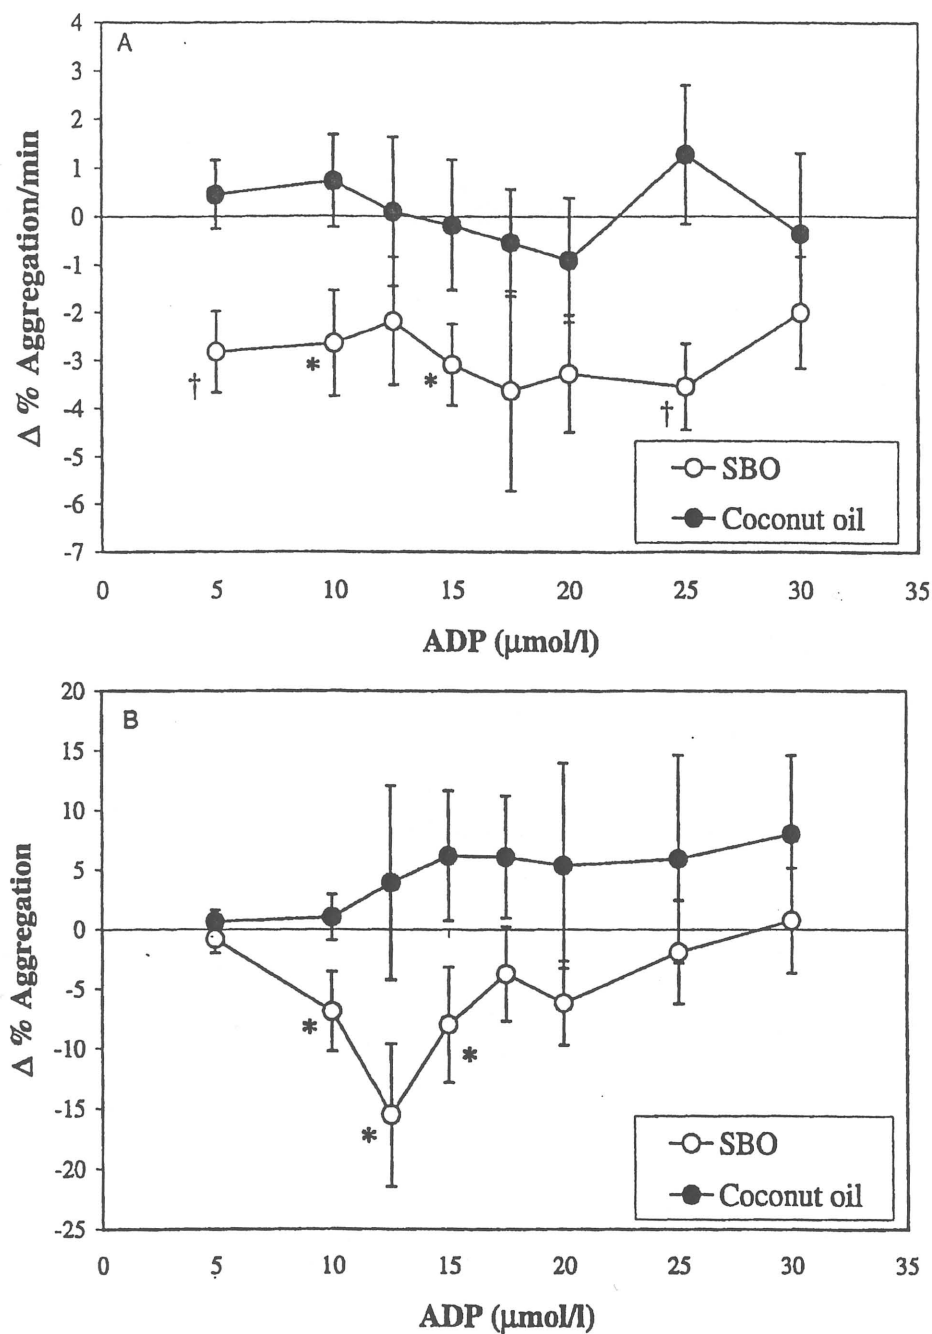 A
4
3
2
1
0
-1
-2
-3
-4
-5
-6
-7
Δ % Aggregation/min
†
*
*
†
SBO
Coconut oil
0 5 10 15 20 25 30 35
ADP (μmol/l)
B
20
15
10
5
0
-5
-10
-15
-20
-25
Δ % Aggregation
*
*
*
SBO
Coconut oil
0 5 10 15 20 25 30 35
ADP (μmol/l)